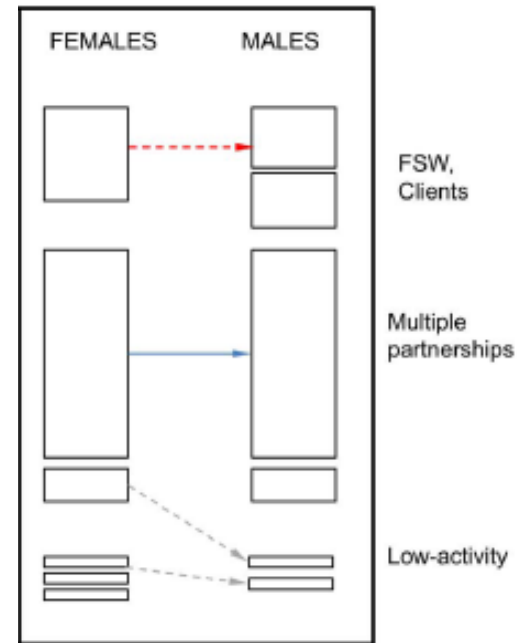 FEMALES MALES
FSW,
Clients
Multiple
partnerships
Low-activity